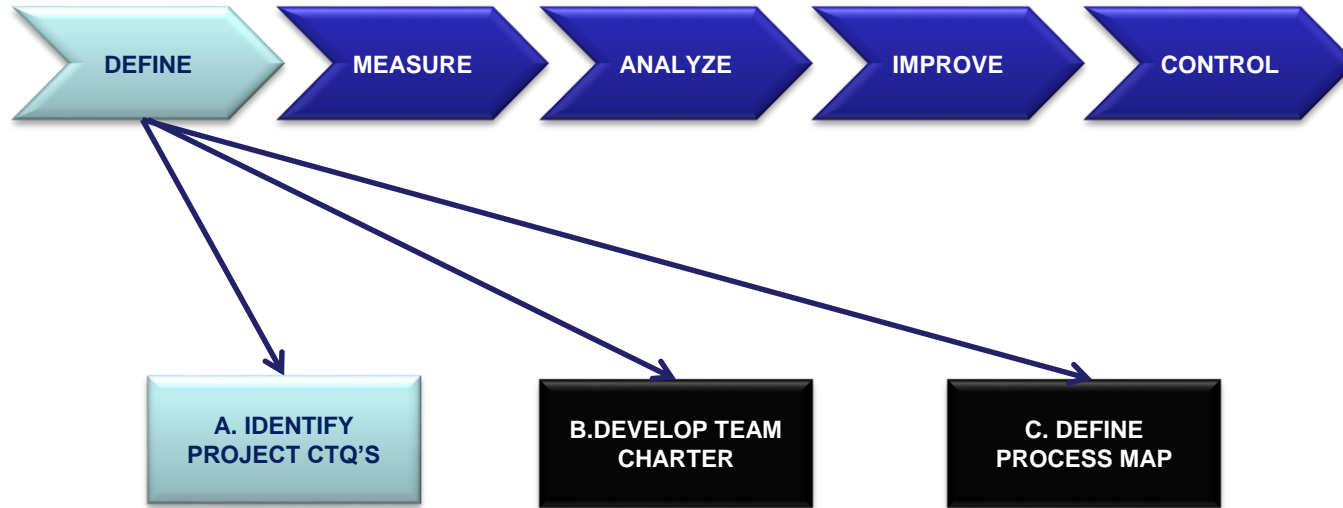 DEFINE
MEASURE
ANALYZE
IMPROVE
CONTROL
A. IDENTIFY
PROJECT CTQ'S
B.DEVELOP TEAM
CHARTER
C. DEFINE
PROCESS MAP